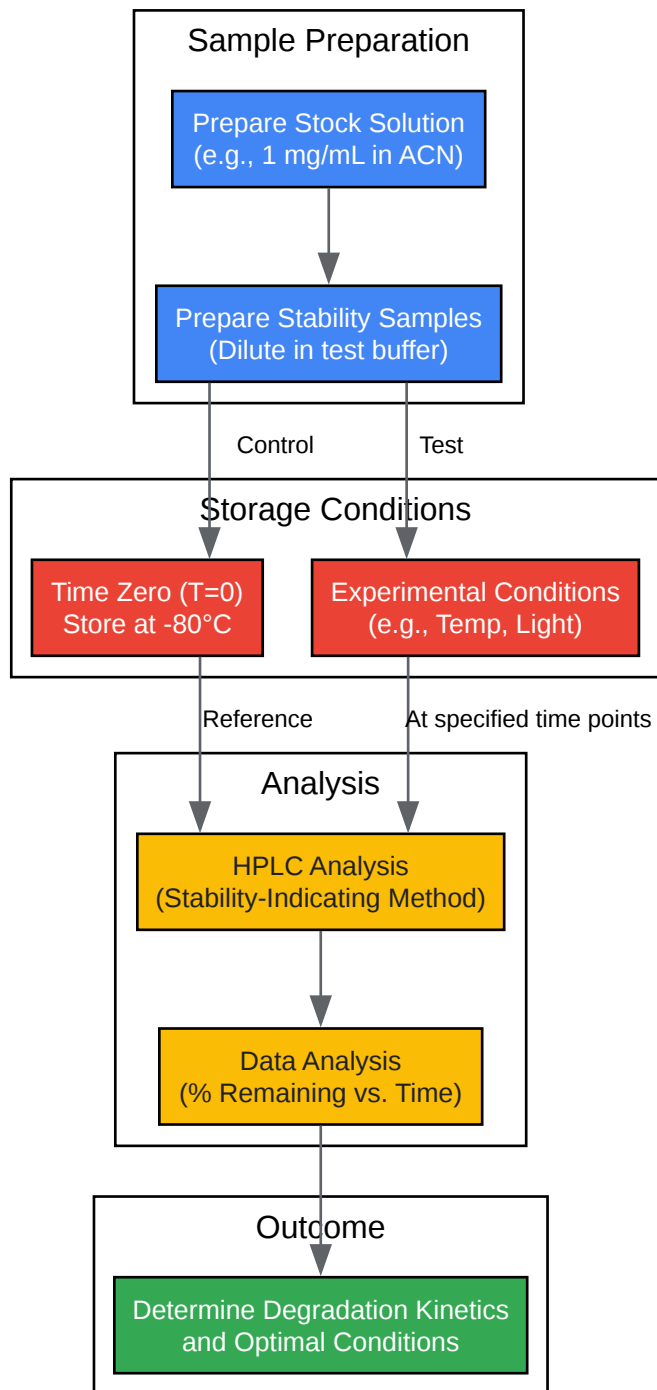 Sample Preparation
Prepare Stock Solution
(e.g., 1 mg/mL in ACN)
Prepare Stability Samples
(Dilute in test buffer)
Control
Test
Storage Conditions
Time Zero (T=0)
Store at -80°C
Experimental Conditions
(e.g., Temp, Light)
Reference
At specified time points
Analysis
HPLC Analysis
(Stability-Indicating Method)
Data Analysis
(% Remaining vs. Time)
Outcome
Determine Degradation Kinetics
and Optimal Conditions